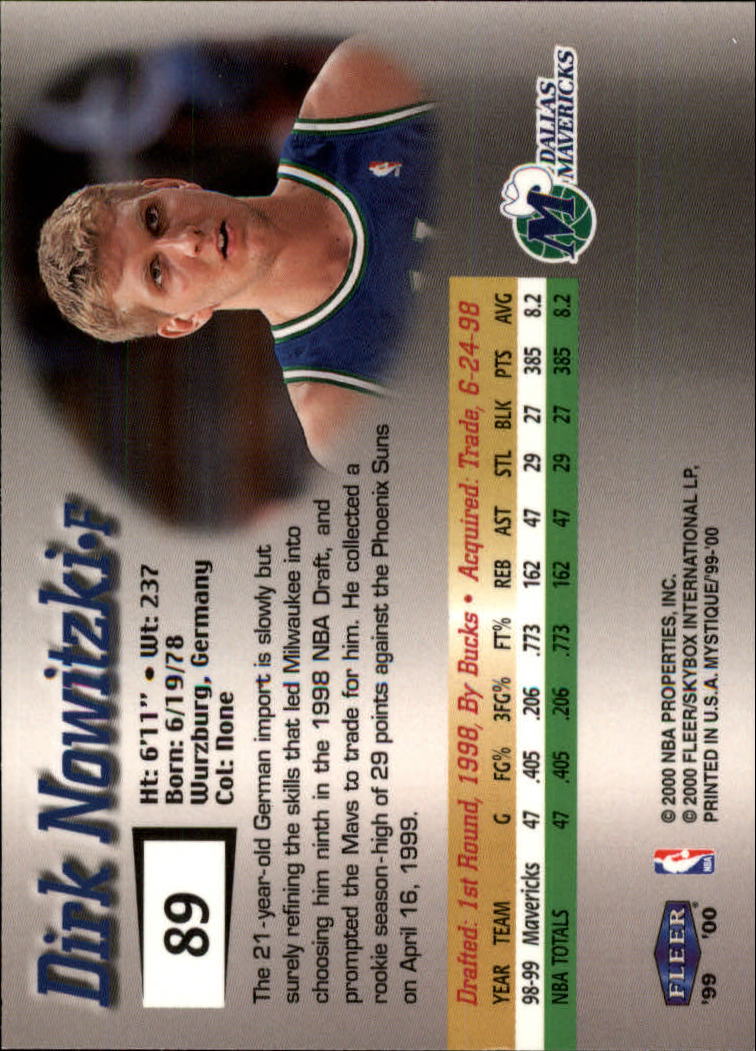 Dirk Nowitzki•F
89
Ht: 6'11" • Wt: 237
Born: 6/19/78
Wurzburg, Germany
Col: None
The 21-year-old German import is slowly but
surely refining the skills that led Milwaukee into
choosing him ninth in the 1998 NBA Draft, and
prompted the Mavs to trade for him. He collected a
rookie season-high of 29 points against the Phoenix Suns
on April 16, 1999.
Drafted: 1st Round, 1998, By Bucks • Acquired: Trade, 6-24-98
YEAR TEAM G FG% 3FG% FT% REB AST STL BLK PTS AVG
98-99 Mavericks 47 .405 .206 .773 162 47 29 27 385 8.2
NBA TOTALS 47 .405 .206 .773 162 47 29 27 385 8.2
M
DALLAS
MAVERICKS
FLEER
'99 '00
NBA
© 2000 NBA PROPERTIES, INC.
© 2000 FLEER/SKYBOX INTERNATIONAL LP,
PRINTED IN U.S.A. MYSTIQUE/'99-'00